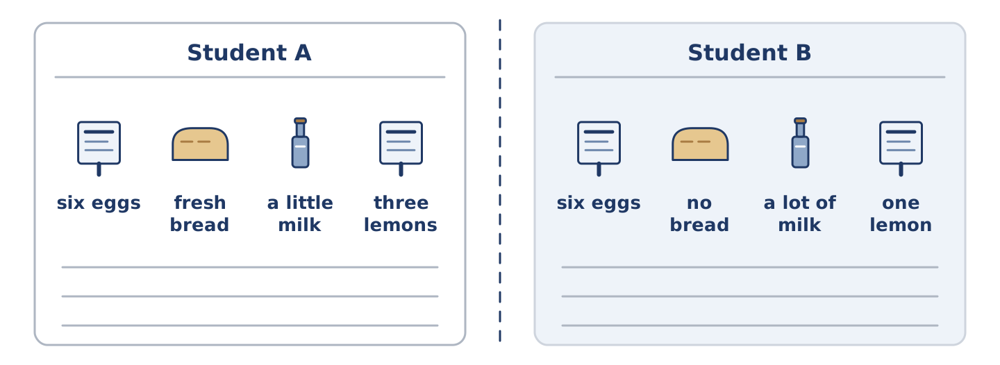 Student A
six eggs
fresh
bread
a little
milk
three
lemons
Student B
six eggs
no
bread
a lot of
milk
one
lemon